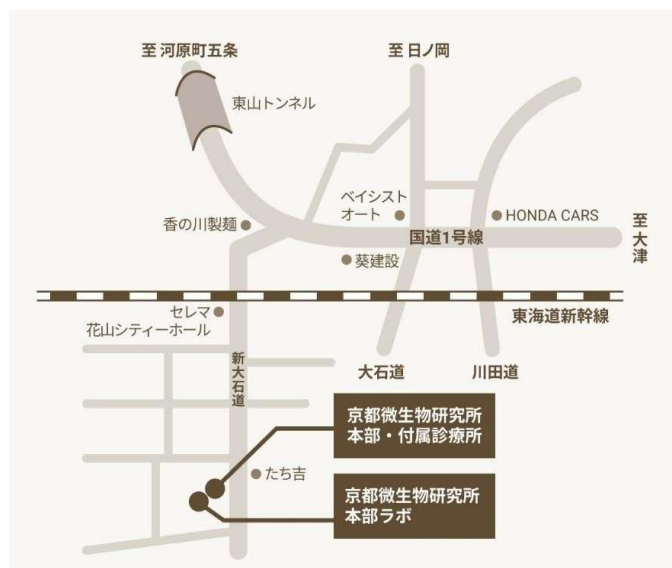 至 河原町五条
至 日ノ岡
東山トンネル
ベイシスト
オート
香の川製麺
HONDA CARS
至大津
国道1号線
葵建設
東海道新幹線
セレマ
花山シティーホール
新大石道
大石道
川田道
京都微生物研究所
本部・付属診療所
たち吉
京都微生物研究所
本部ラボ